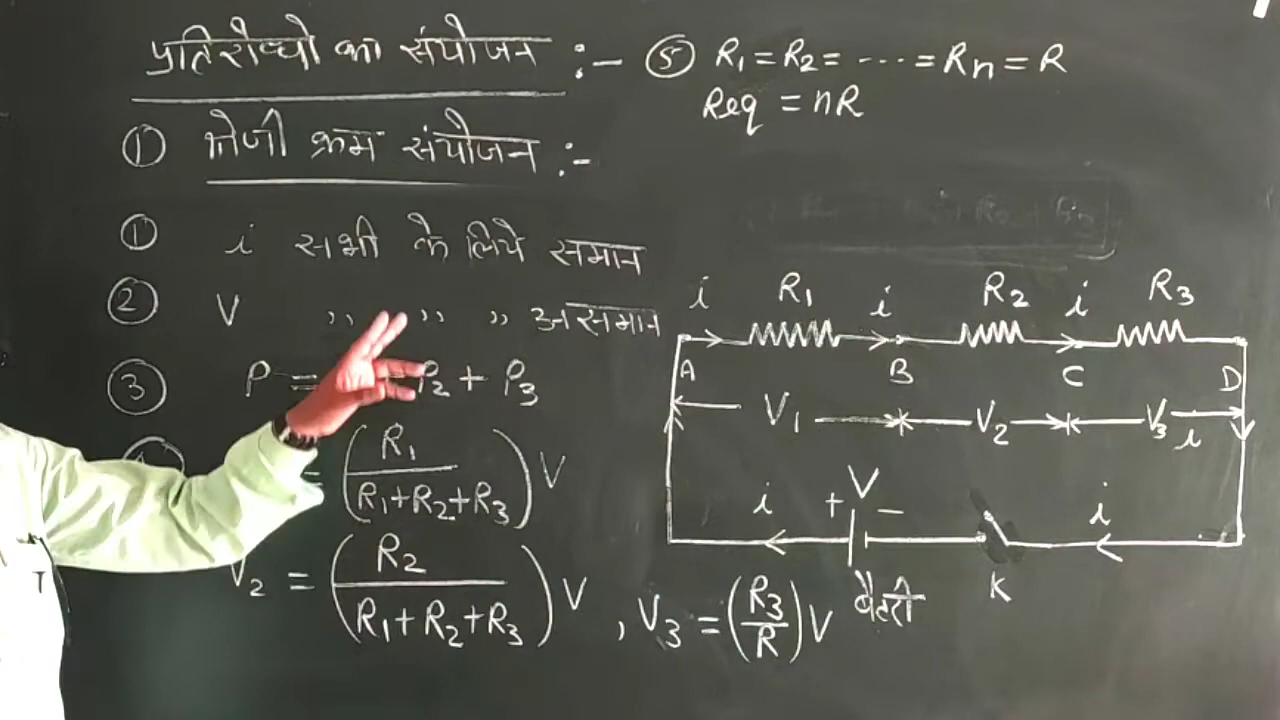 प्रतिरोधों का संयोजन :-
① श्रेणी क्रम संयोजन :-
① i सभी के लिये समान
② V ,, ,, ,, असमान
③ P = P2 + P3
= (R1 / (R1+R2+R3)) V
V2 = (R2 / (R1+R2+R3)) V , V3 = (R3 / R) V
⑤ R1 = R2 = ... = Rn = R
Req = nR
i R1 i R2 i R3
A B C D
V1 V2 V3 i
i + V - i
बैटरी K